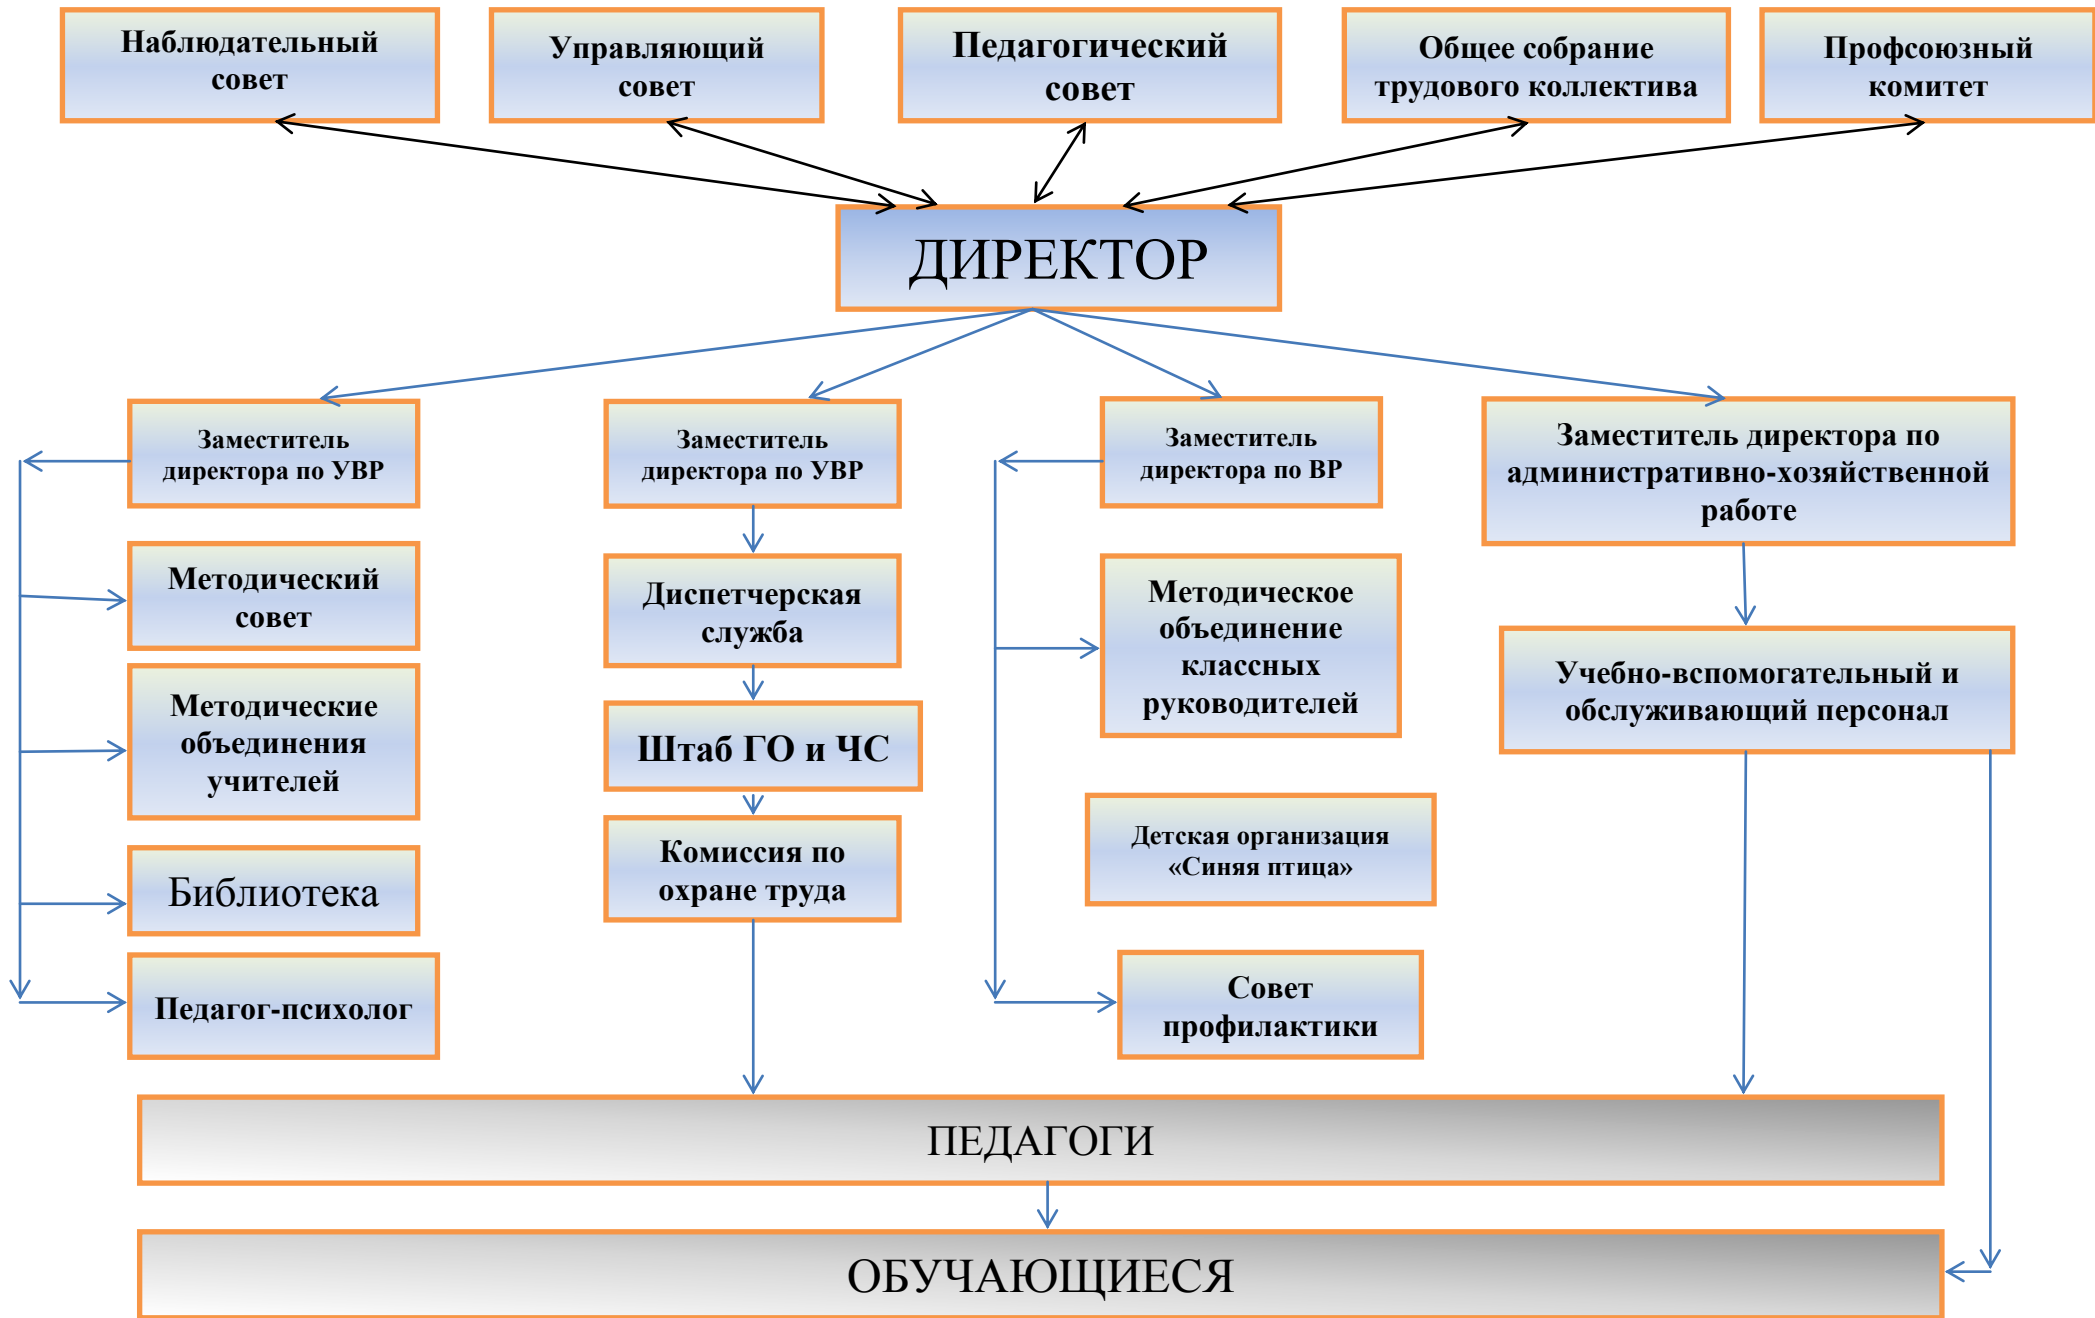 Наблюдательный
совет
Управляющий
совет
Педагогический
совет
Общее собрание
трудового коллектива
Профсоюзный
комитет
ДИРЕКТОР
Заместитель
директора по УВР
Заместитель
директора по УВР
Заместитель
директора по ВР
Заместитель директора по
административно-хозяйственной
работе
Методический
совет
Методические
объединения
учителей
Библиотека
Педагог-психолог
Диспетчерская
служба
Штаб ГО и ЧС
Комиссия по
охране труда
Методическое
объединение
классных
руководителей
Детская организация
«Синяя птица»
Совет
профилактики
Учебно-вспомогательный и
обслуживающий персонал
ПЕДАГОГИ
ОБУЧАЮЩИЕСЯ